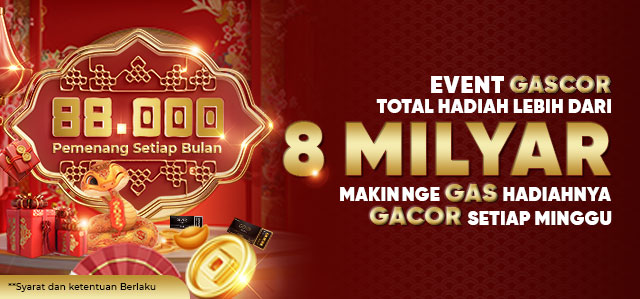 88.000
Pemenang Setiap Bulan
EVENT GASCOR
TOTAL HADIAH LEBIH DARI
8 MILYAR
MAKIN NGE GAS HADIAHNYA
GACOR SETIAP MINGGU
**Syarat dan ketentuan Berlaku